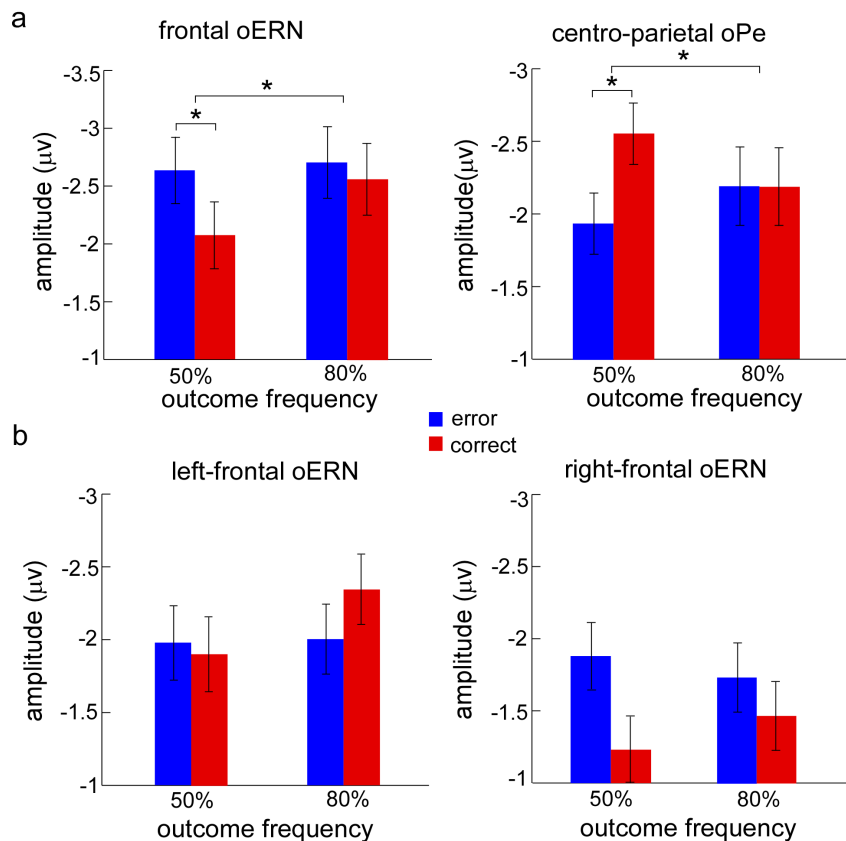 a
frontal oERN
centro-parietal oPe
-3.5
-3
-2.5
-2
-1.5
-1
amplitude (μv)
*
*
50%
80%
outcome frequency
-3
-2.5
-2
-1.5
-1
amplitude(μv)
*
*
50%
80%
outcome frequency
error
correct
b
left-frontal oERN
right-frontal oERN
-3
-2.5
-2
-1.5
-1
amplitude (μv)
50%
80%
outcome frequency
-3
-2.5
-2
-1.5
-1
amplitude (μv)
50%
80%
outcome frequency